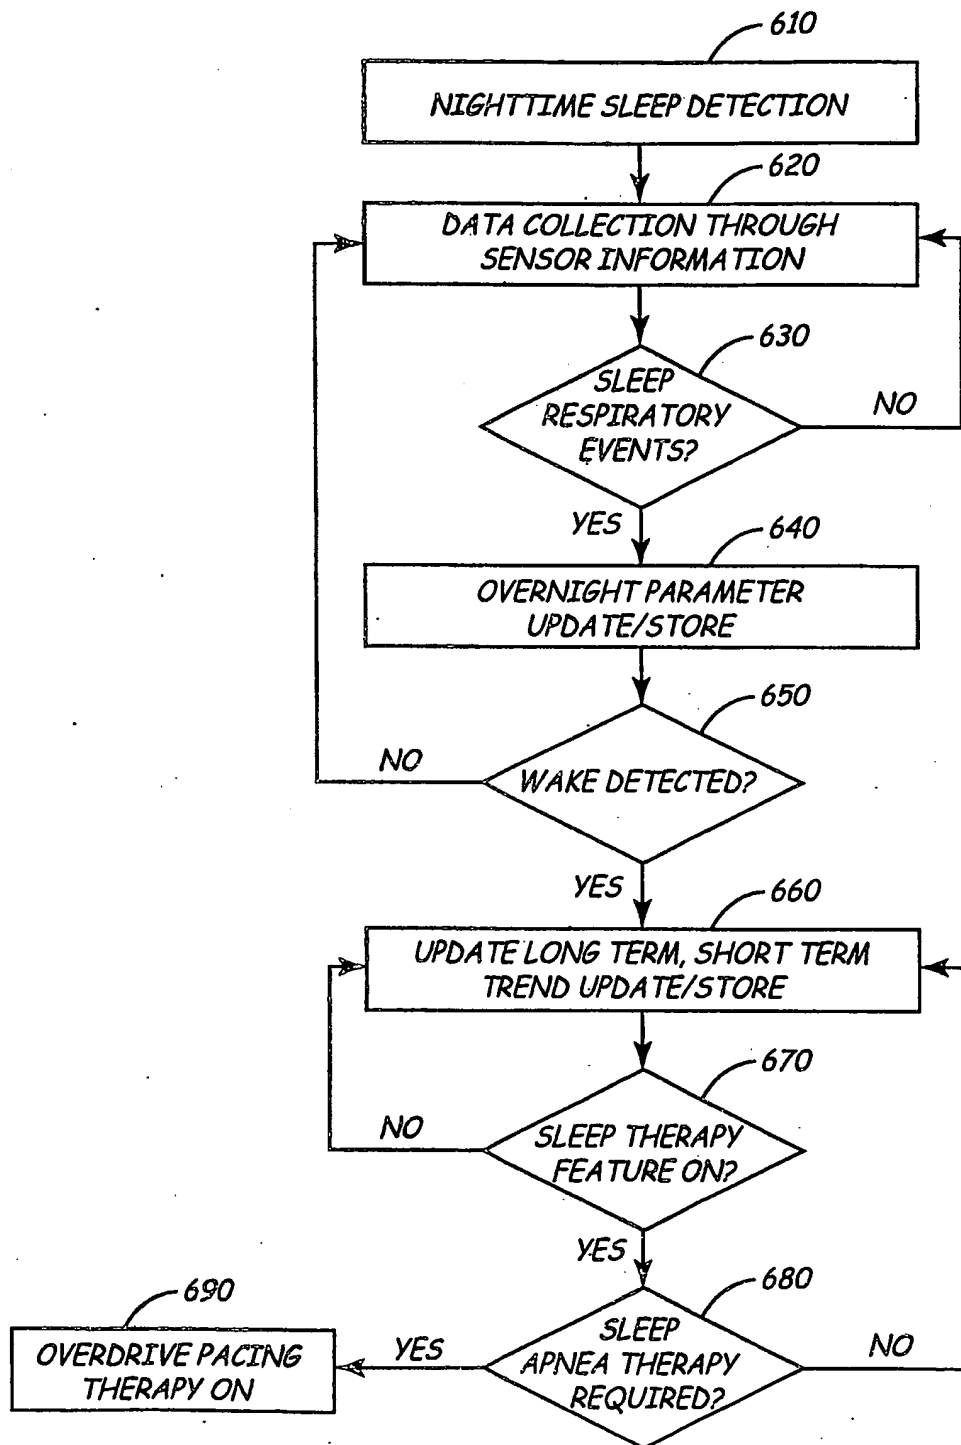 610
NIGHTTIME SLEEP DETECTION
620
DATA COLLECTION THROUGH
SENSOR INFORMATION
630
SLEEP
RESPIRATORY
EVENTS?
NO
YES
640
OVERNIGHT PARAMETER
UPDATE/STORE
650
NO
WAKE DETECTED?
YES
660
UPDATE LONG TERM, SHORT TERM
TREND UPDATE/STORE
670
NO
SLEEP THERAPY
FEATURE ON?
YES
680
690
SLEEP
APNEA THERAPY
REQUIRED?
NO
YES
OVERDRIVE PACING
THERAPY ON